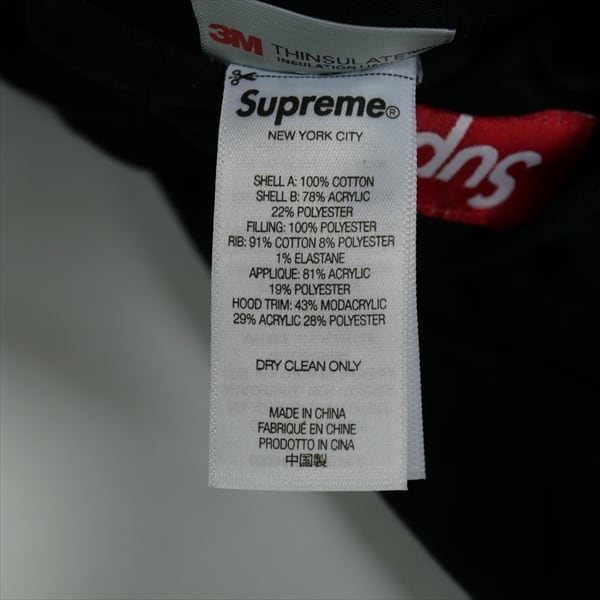 3M THINSULATE™
INSULATION
Supreme®
NEW YORK CITY
SHELL A: 100% COTTON
SHELL B: 78% ACRYLIC
22% POLYESTER
FILLING: 100% POLYESTER
RIB: 91% COTTON 8% POLYESTER
1% ELASTANE
APPLIQUE: 81% ACRYLIC
19% POLYESTER
HOOD TRIM: 43% MODACRYLIC
29% ACRYLIC 28% POLYESTER
DRY CLEAN ONLY
MADE IN CHINA
FABRIQUÉ EN CHINE
PRODOTTO IN CINA
中国製
Sup